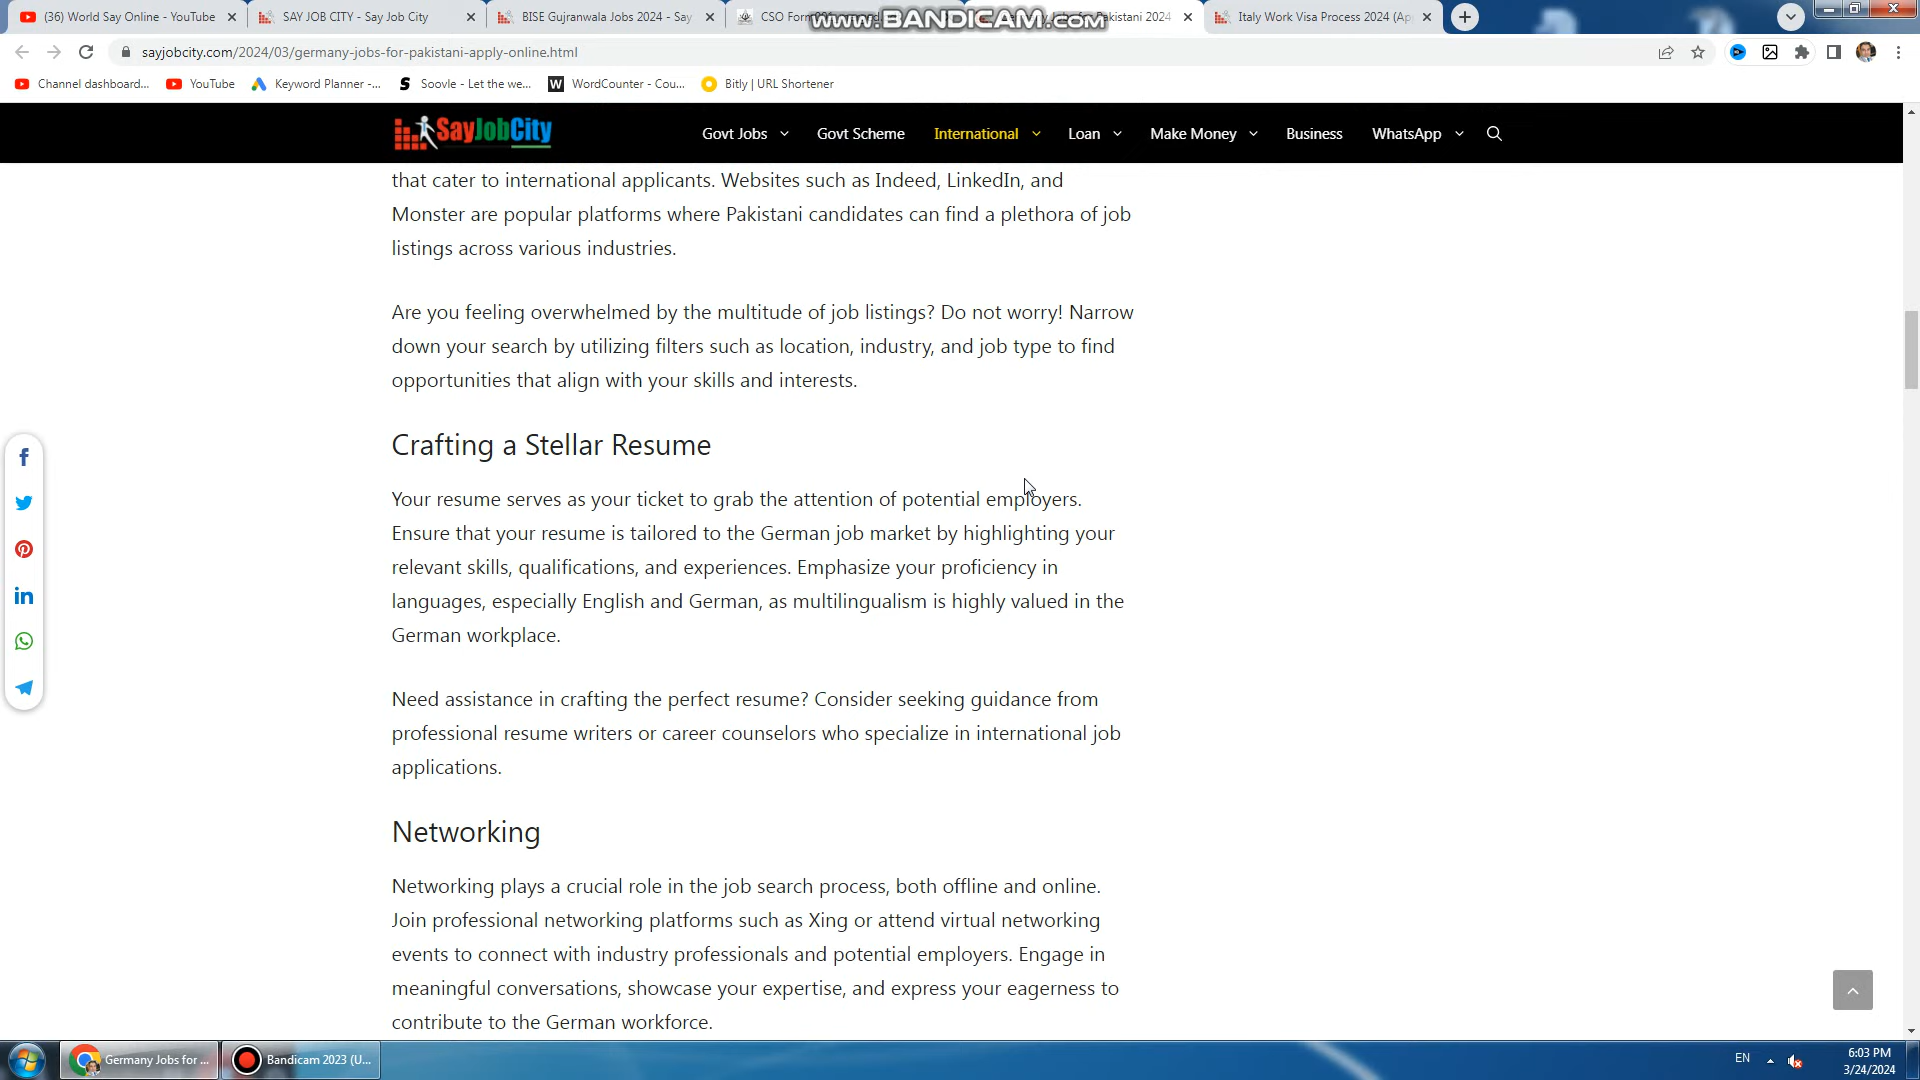 (36) World Say Online - YouTube
SAY JOB CITY - Say Job City
BISE Gujranwala Jobs 2024 - Say
CSO Form
Pakistani 2024
Italy Work Visa Process 2024 (Ap
www.BANDICAM.com
sayjobcity.com/2024/03/germany-jobs-for-pakistani-apply-online.html
Channel dashboard...
YouTube
Keyword Planner -...
Soovle - Let the we...
WordCounter - Cou...
Bitly | URL Shortener
SayJobCity
Govt Jobs
Govt Scheme
International
Loan
Make Money
Business
WhatsApp
that cater to international applicants. Websites such as Indeed, LinkedIn, and
Monster are popular platforms where Pakistani candidates can find a plethora of job
listings across various industries.
Are you feeling overwhelmed by the multitude of job listings? Do not worry! Narrow
down your search by utilizing filters such as location, industry, and job type to find
opportunities that align with your skills and interests.
Crafting a Stellar Resume
Your resume serves as your ticket to grab the attention of potential employers.
Ensure that your resume is tailored to the German job market by highlighting your
relevant skills, qualifications, and experiences. Emphasize your proficiency in
languages, especially English and German, as multilingualism is highly valued in the
German workplace.
Need assistance in crafting the perfect resume? Consider seeking guidance from
professional resume writers or career counselors who specialize in international job
applications.
Networking
Networking plays a crucial role in the job search process, both offline and online.
Join professional networking platforms such as Xing or attend virtual networking
events to connect with industry professionals and potential employers. Engage in
meaningful conversations, showcase your expertise, and express your eagerness to
contribute to the German workforce.
Germany Jobs for ...
Bandicam 2023 (U...
EN
6:03 PM
3/24/2024